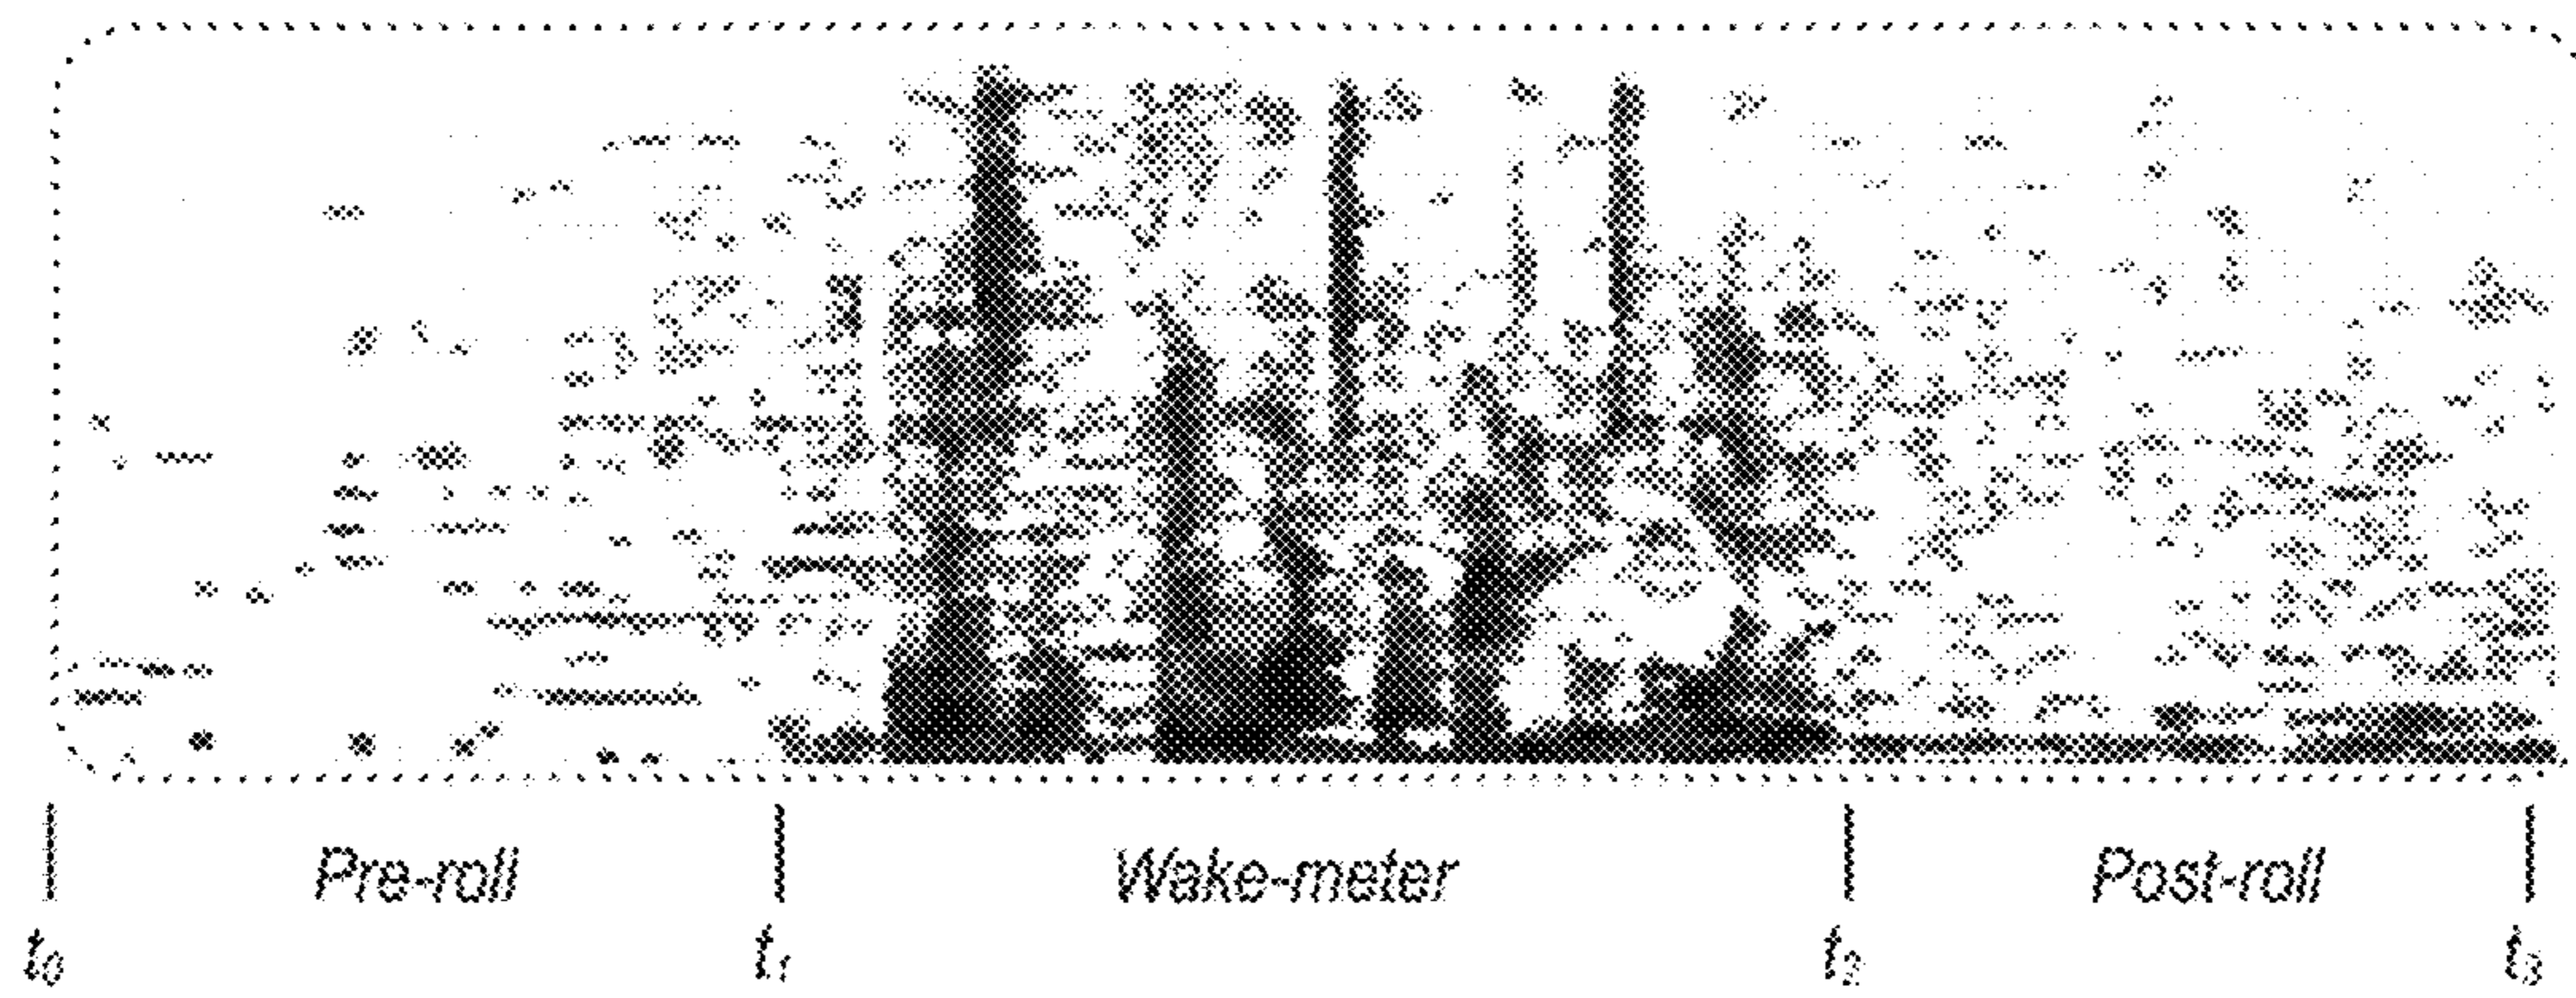 Pre-roll Wake-meter Post-roll
t₀ t₁ t₂ t₃